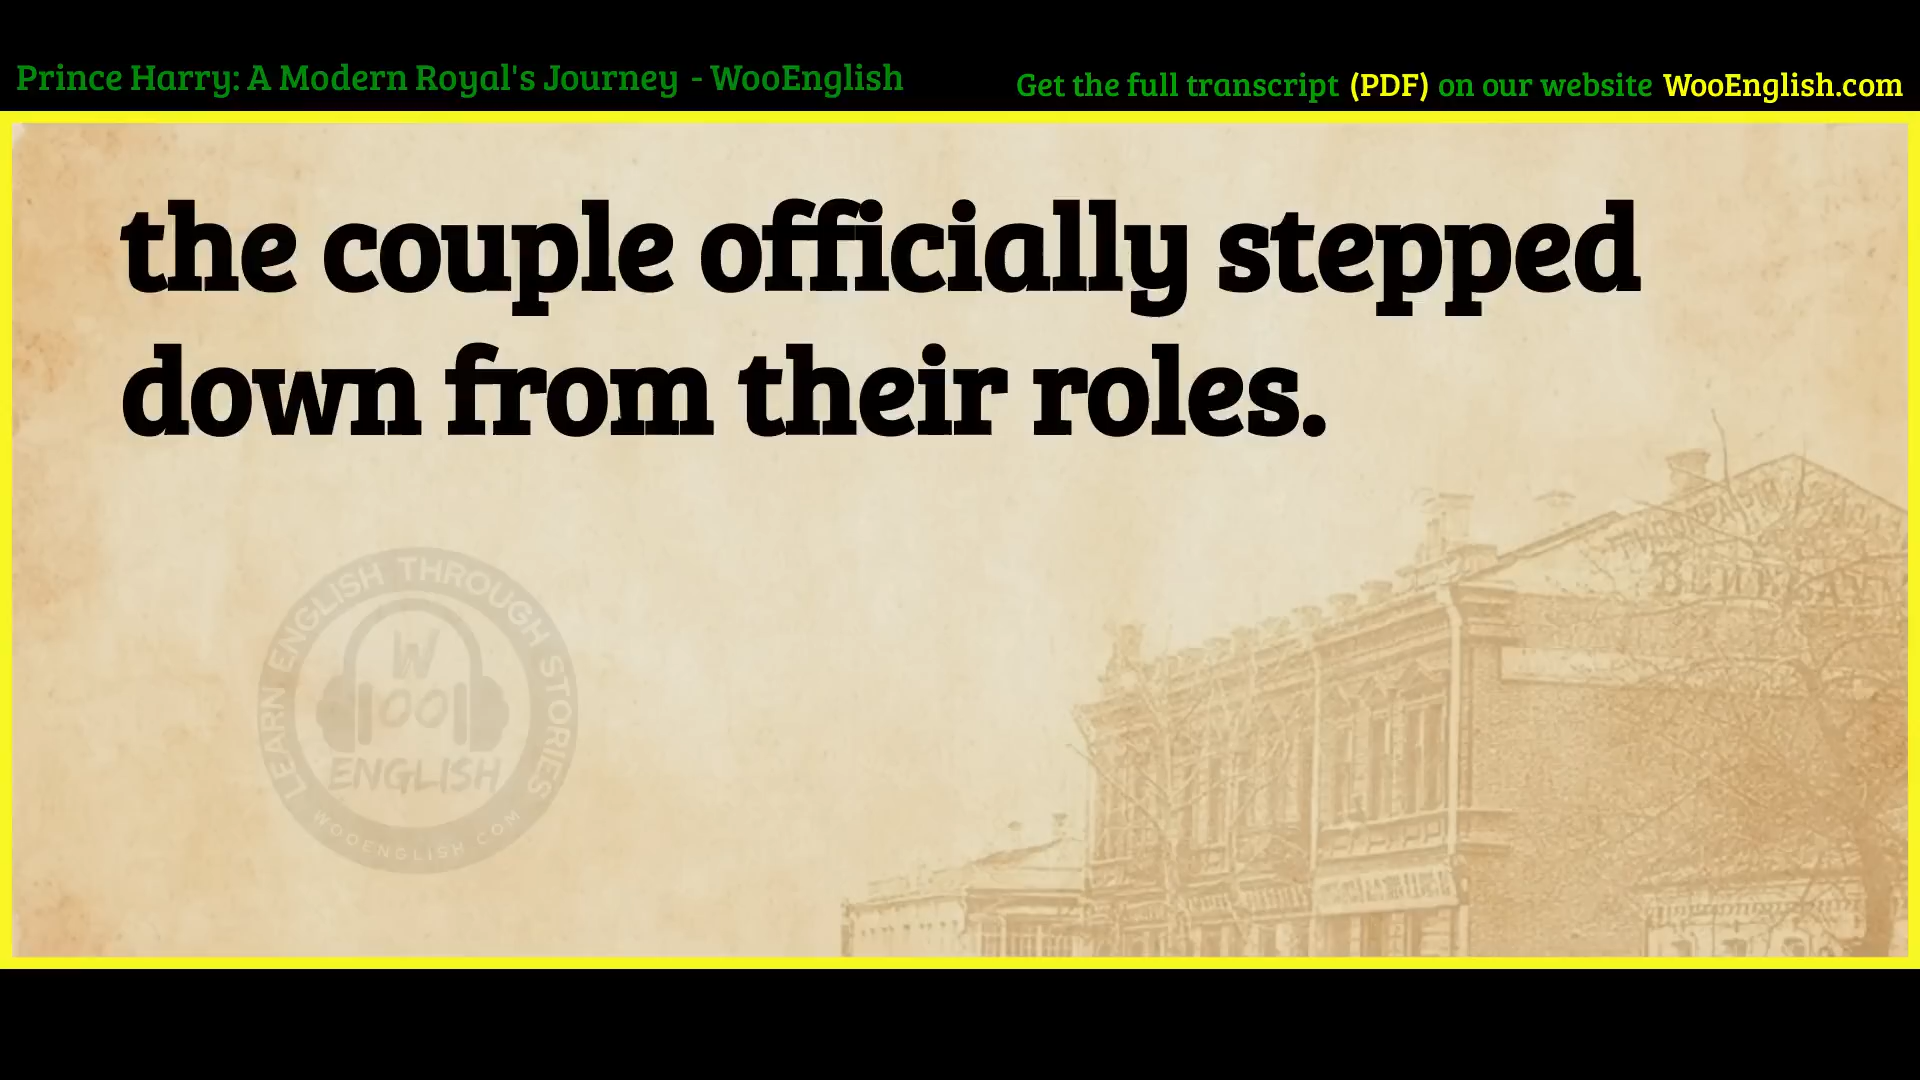 Prince Harry: A Modern Royal's Journey - WooEnglish
Get the full transcript (PDF) on our website WooEnglish.com
the couple officially stepped
down from their roles.
LEARN ENGLISH THROUGH STORIES
W
OO
ENGLISH
WOOENGLISH.COM